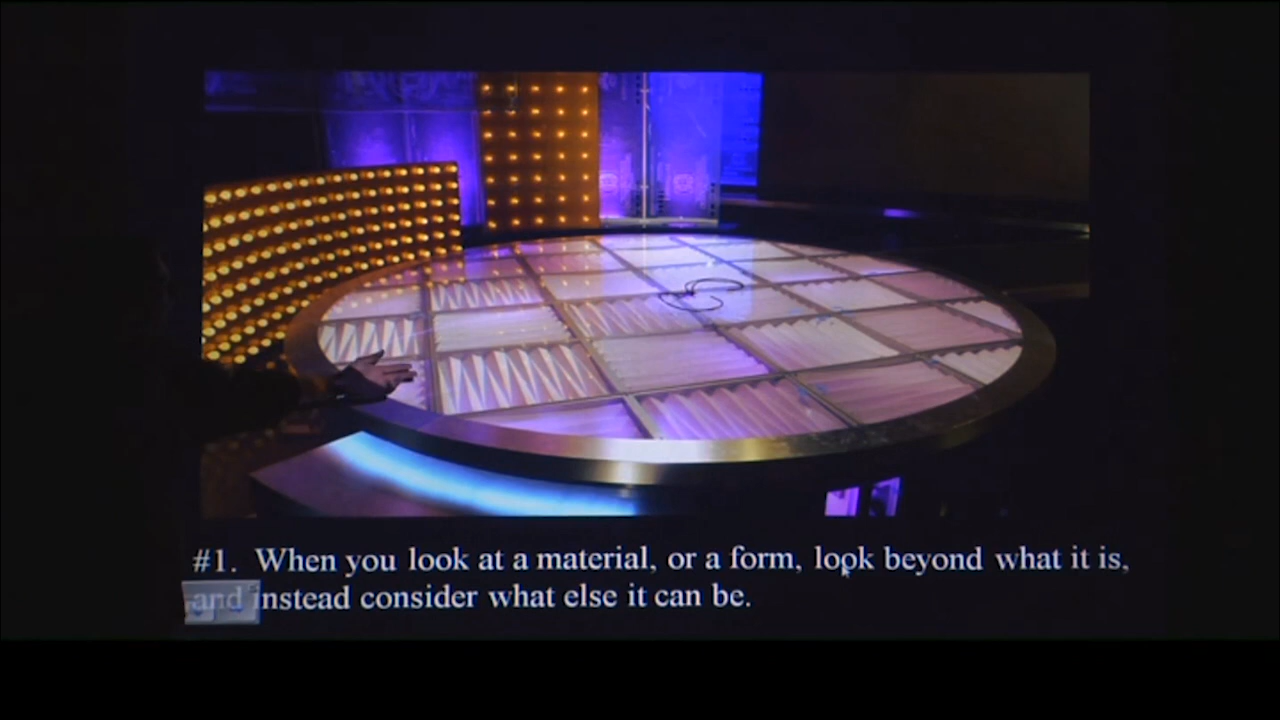 #1. When you look at a material, or a form, look beyond what it is,
and instead consider what else it can be.